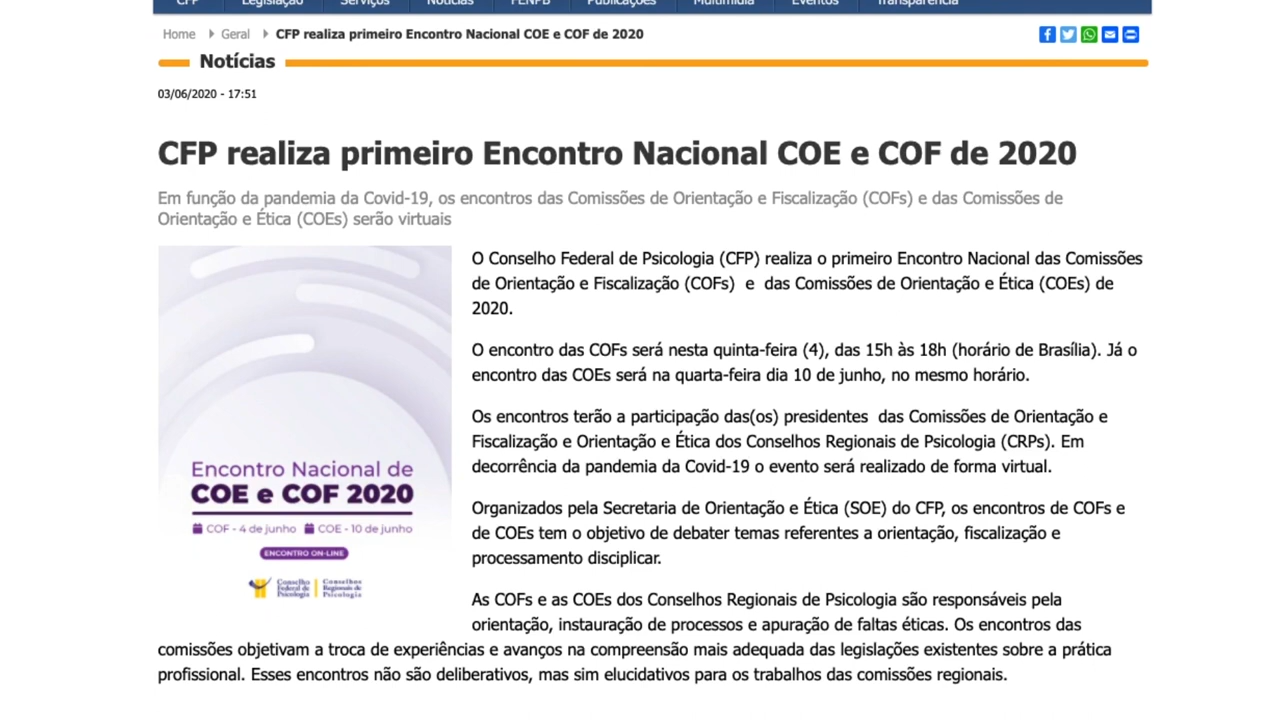 CFP Legislação Serviços Notícias FENPB Publicações Multimídia Eventos Transparência
Home Geral CFP realiza primeiro Encontro Nacional COE e COF de 2020
Notícias
03/06/2020 - 17:51
CFP realiza primeiro Encontro Nacional COE e COF de 2020
Em função da pandemia da Covid-19, os encontros das Comissões de Orientação e Fiscalização (COFs) e das Comissões de
Orientação e Ética (COEs) serão virtuais
Encontro Nacional de
COE e COF 2020
COF - 4 de junho COE - 10 de junho
ENCONTRO ON-LINE
Conselho Federal de Psicologia
Conselhos Regionais de Psicologia
O Conselho Federal de Psicologia (CFP) realiza o primeiro Encontro Nacional das Comissões
de Orientação e Fiscalização (COFs) e das Comissões de Orientação e Ética (COEs) de
2020.
O encontro das COFs será nesta quinta-feira (4), das 15h às 18h (horário de Brasília). Já o
encontro das COEs será na quarta-feira dia 10 de junho, no mesmo horário.
Os encontros terão a participação das(os) presidentes das Comissões de Orientação e
Fiscalização e Orientação e Ética dos Conselhos Regionais de Psicologia (CRPs). Em
decorrência da pandemia da Covid-19 o evento será realizado de forma virtual.
Organizados pela Secretaria de Orientação e Ética (SOE) do CFP, os encontros de COFs e
de COEs tem o objetivo de debater temas referentes a orientação, fiscalização e
processamento disciplicar.
As COFs e as COEs dos Conselhos Regionais de Psicologia são responsáveis pela
orientação, instauração de processos e apuração de faltas éticas. Os encontros das
comissões objetivam a troca de experiências e avanços na compreensão mais adequada das legislações existentes sobre a prática
profissional. Esses encontros não são deliberativos, mas sim elucidativos para os trabalhos das comissões regionais.